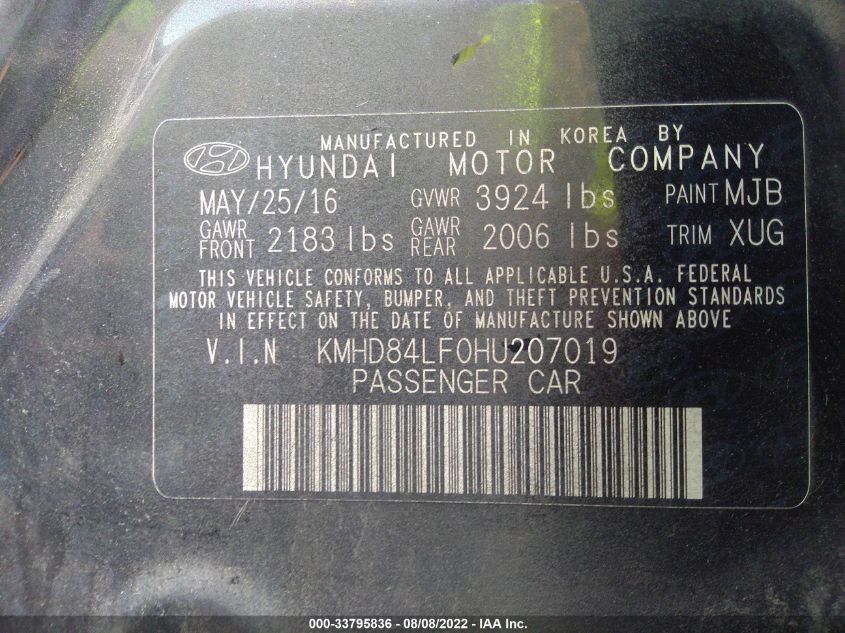 MANUFACTURED IN KOREA BY
HYUNDAI MOTOR COMPANY
MAY/25/16 GVWR 3924 lbs PAINT MJB
GAWR FRONT 2183 lbs GAWR REAR 2006 lbs TRIM XUG
THIS VEHICLE CONFORMS TO ALL APPLICABLE U.S.A. FEDERAL
MOTOR VEHICLE SAFETY, BUMPER, AND THEFT PREVENTION STANDARDS
IN EFFECT ON THE DATE OF MANUFACTURE SHOWN ABOVE
V.I.N KMHD84LF0HU207019
PASSENGER CAR
000-33795836 - 08/08/2022 - IAA Inc.